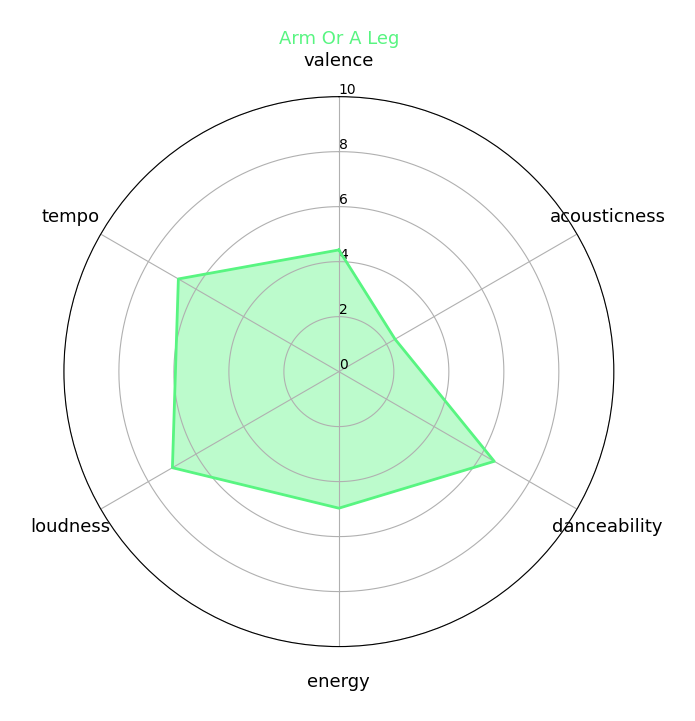 Arm Or A Leg
valence
10
8
tempo
6
acousticness
4
2
0
loudness
danceability
energy